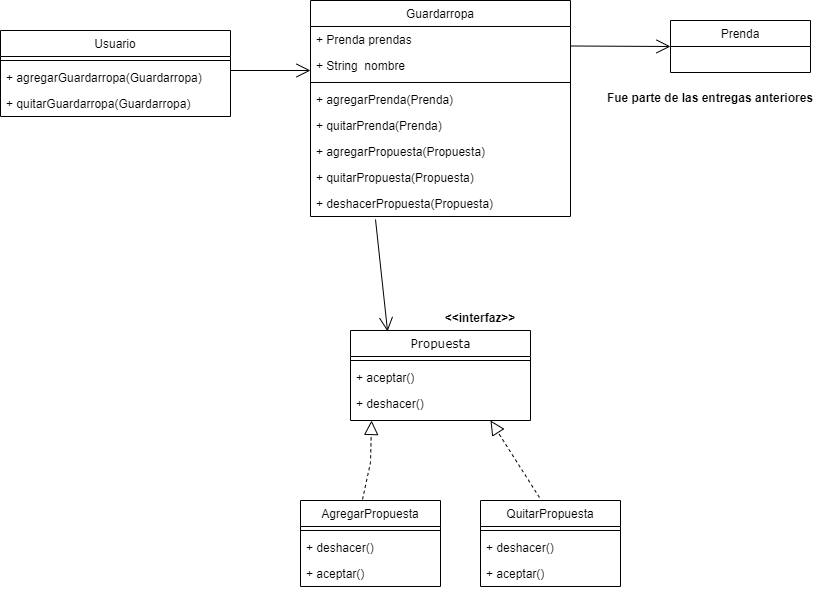 Usuario
+ agregarGuardarropa(Guardarropa)
+ quitarGuardarropa(Guardarropa)
Guardarropa
+ Prenda prendas
+ String nombre
+ agregarPrenda(Prenda)
+ quitarPrenda(Prenda)
+ agregarPropuesta(Propuesta)
+ quitarPropuesta(Propuesta)
+ deshacerPropuesta(Propuesta)
Prenda
Fue parte de las entregas anteriores
<<interfaz>>
Propuesta
+ aceptar()
+ deshacer()
AgregarPropuesta
+ deshacer()
+ aceptar()
QuitarPropuesta
+ deshacer()
+ aceptar()